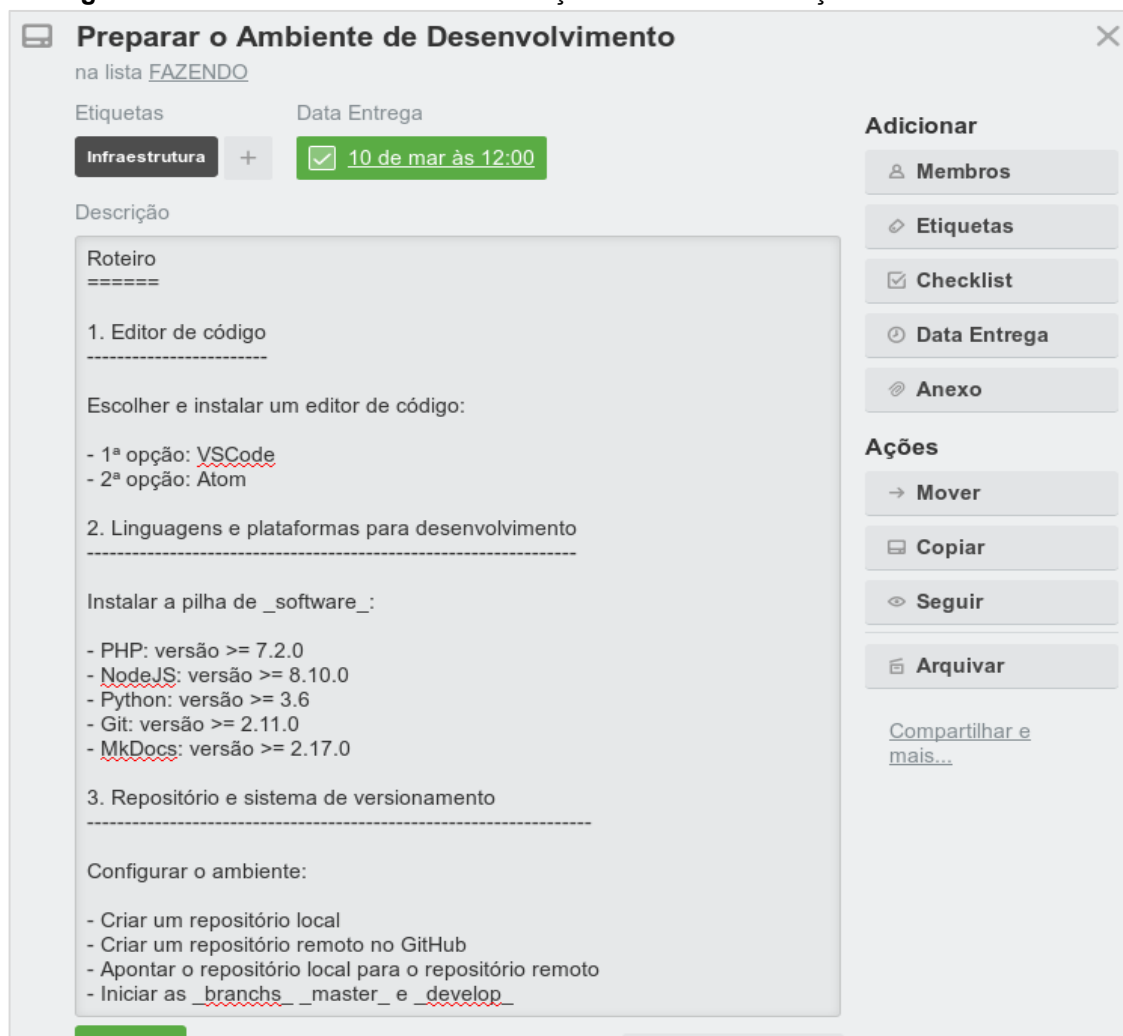 Preparar o Ambiente de Desenvolvimento
na lista FAZENDO
Etiquetas
Data Entrega
Infraestrutura
+
10 de mar às 12:00
Descrição
Roteiro
======
1. Editor de código
------------------------
Escolher e instalar um editor de código:
- 1ª opção: VSCode
- 2ª opção: Atom
2. Linguagens e plataformas para desenvolvimento
-----------------------------------------------------------------
Instalar a pilha de _software_:
- PHP: versão >= 7.2.0
- NodeJS: versão >= 8.10.0
- Python: versão >= 3.6
- Git: versão >= 2.11.0
- MkDocs: versão >= 2.17.0
3. Repositório e sistema de versionamento
-------------------------------------------------------------------
Configurar o ambiente:
- Criar um repositório local
- Criar um repositório remoto no GitHub
- Apontar o repositório local para o repositório remoto
- Iniciar as _branchs_ _master_ e _develop_
Adicionar
Membros
Etiquetas
Checklist
Data Entrega
Anexo
Ações
Mover
Copiar
Seguir
Arquivar
Compartilhar e
mais...